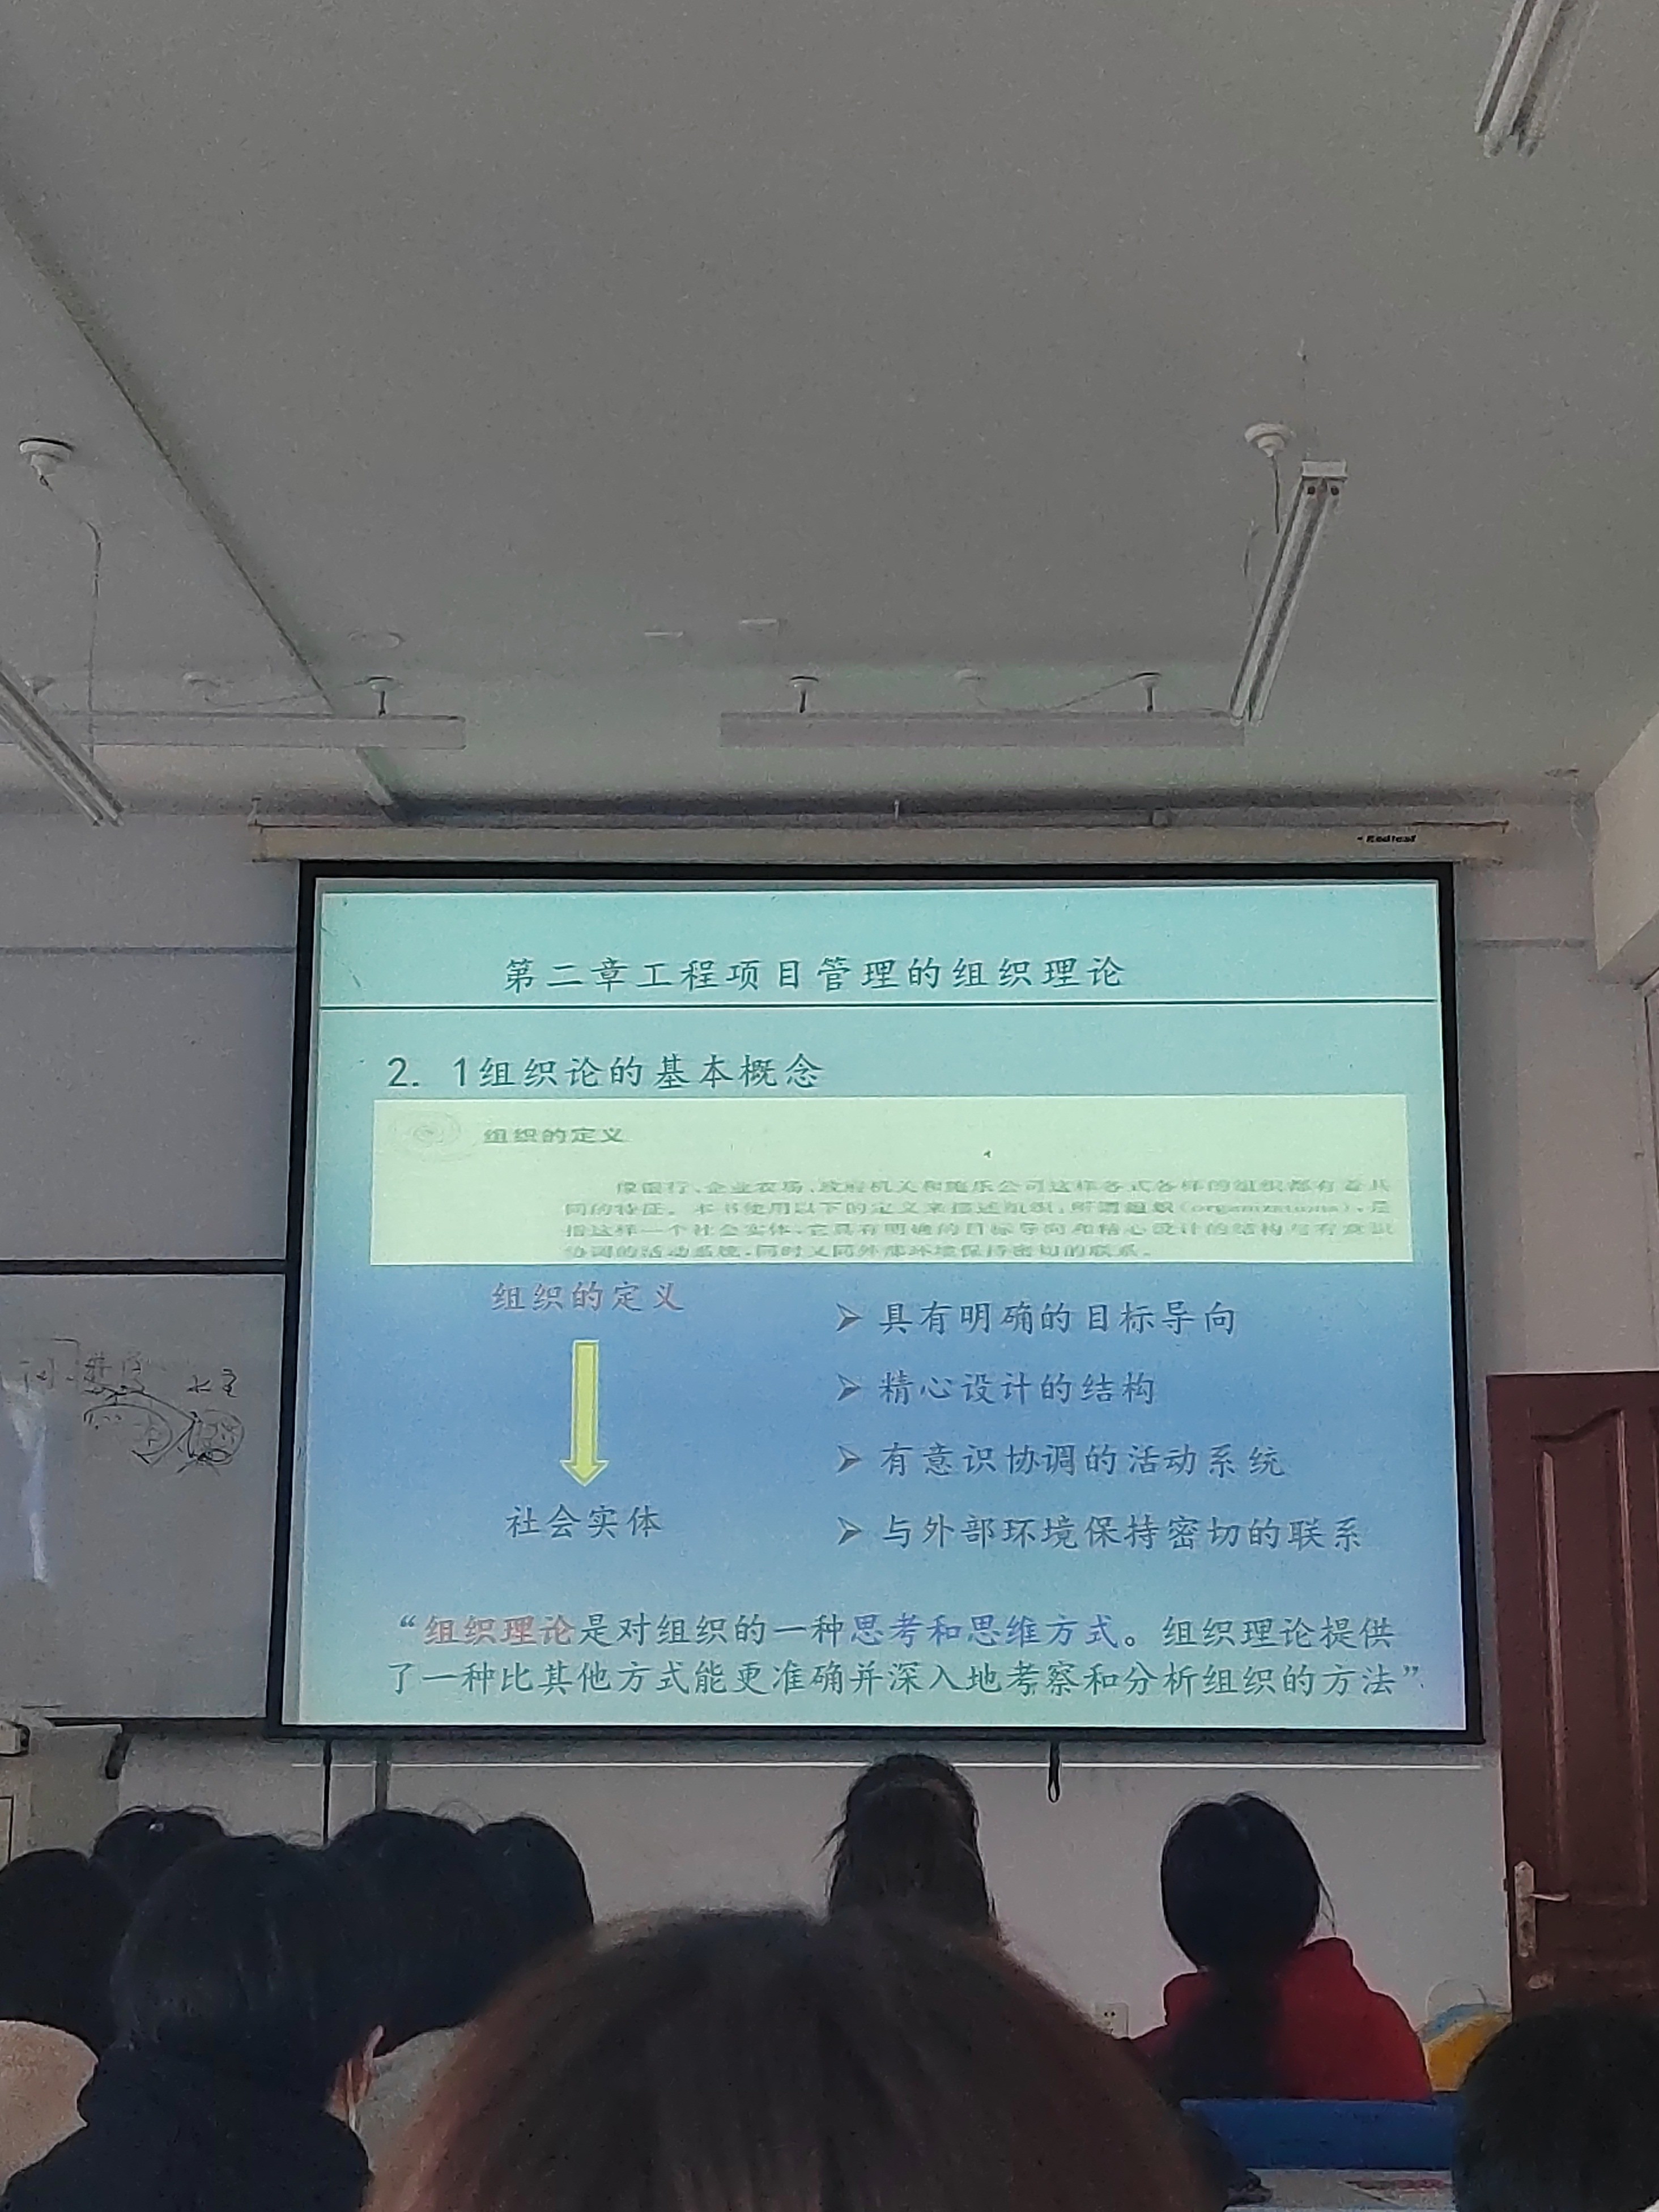 Redleaf
第二章工程项目管理的组织理论
2. 1组织论的基本概念
组织的定义
像银行、企业农场、政府机关和娱乐公司这样各式各样的组织都有着共
同的特征。本书使用以下的定义来描述组织：所谓组织（organizations），是
指这样一个社会实体，它具有明确的目标导向和精心设计的结构与有意识
协调的活动系统，同时又同外部环境保持密切的联系。
组织的定义
社会实体
➢ 具有明确的目标导向
➢ 精心设计的结构
➢ 有意识协调的活动系统
➢ 与外部环境保持密切的联系
“组织理论是对组织的一种思考和思维方式。组织理论提供
了一种比其他方式能更准确并深入地考察和分析组织的方法”